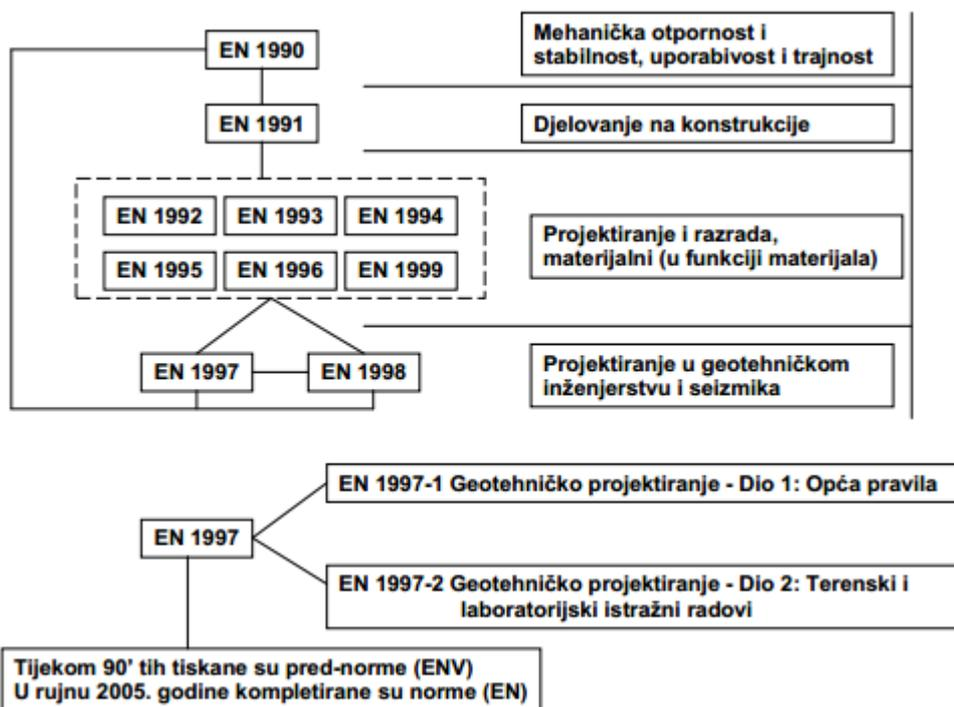 EN 1990
Mehanička otpornost i
stabilnost, uporabivost i trajnost
EN 1991
Djelovanje na konstrukcije
EN 1992
EN 1993
EN 1994
EN 1995
EN 1996
EN 1999
Projektiranje i razrada,
materijalni (u funkciji materijala)
EN 1997
EN 1998
Projektiranje u geotehničkom
inženjerstvu i seizmika
EN 1997-1 Geotehničko projektiranje - Dio 1: Opća pravila
EN 1997
EN 1997-2 Geotehničko projektiranje - Dio 2: Terenski i
laboratorijski istražni radovi
Tijekom 90' tih tiskane su pred-norme (ENV)
U rujnu 2005. godine kompletirane su norme (EN)